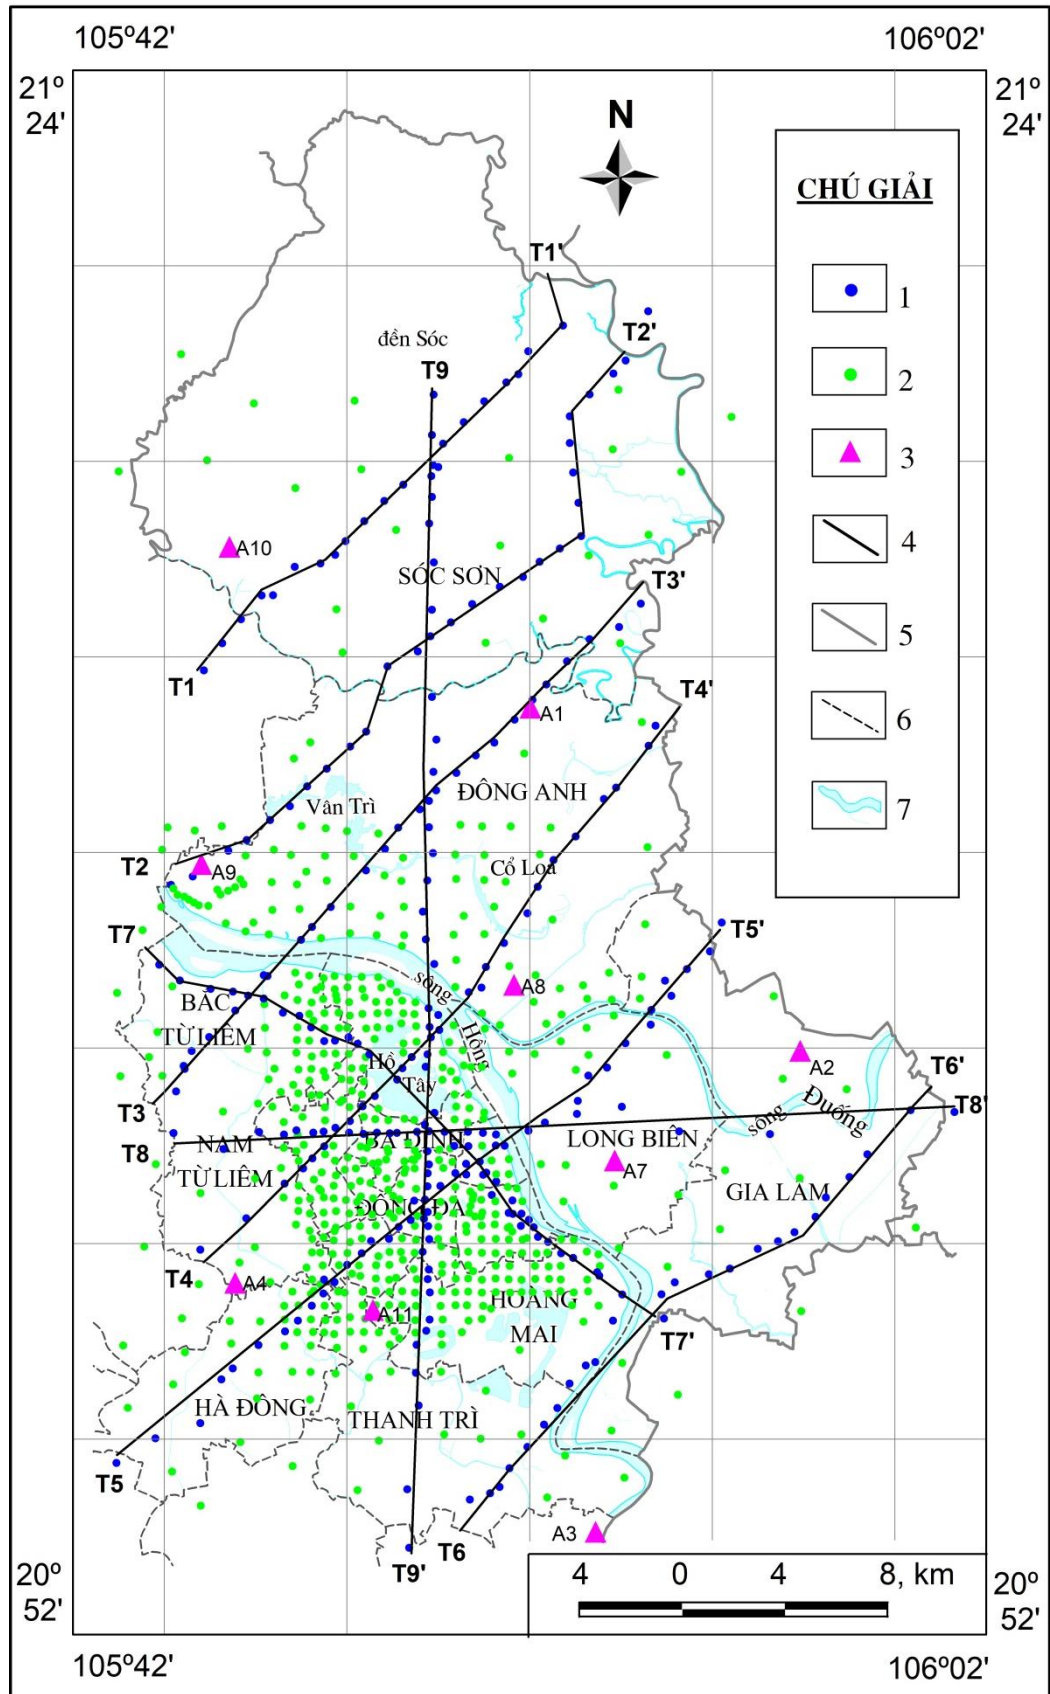 105º42'
106º02'
21º
24'
21º
24'
N
CHÚ GIẢI
1
2
3
4
5
6
7
T1'
T2'
đền Sóc
T9
A10
SÓC SƠN
T3'
T1
T4'
A1
ĐÔNG ANH
Vân Trì
Cổ Loa
T2
A9
T7
T5'
sông
Hồng
A8
BẮC
TỪ LIÊM
Hồ
Tây
A2
T6'
T3
T8'
T8
sông
Đuống
NAM
TỪ LIÊM
BA ĐÌNH
LONG BIÊN
A7
GIA LÂM
ĐỐNG ĐA
T4
A4
A11
HOÀNG
MAI
T7'
HÀ ĐÔNG
THANH TRÌ
T5
A3
T6
T9'
4 0 4 8, km
20º
52'
20º
52'
105º42'
106º02'